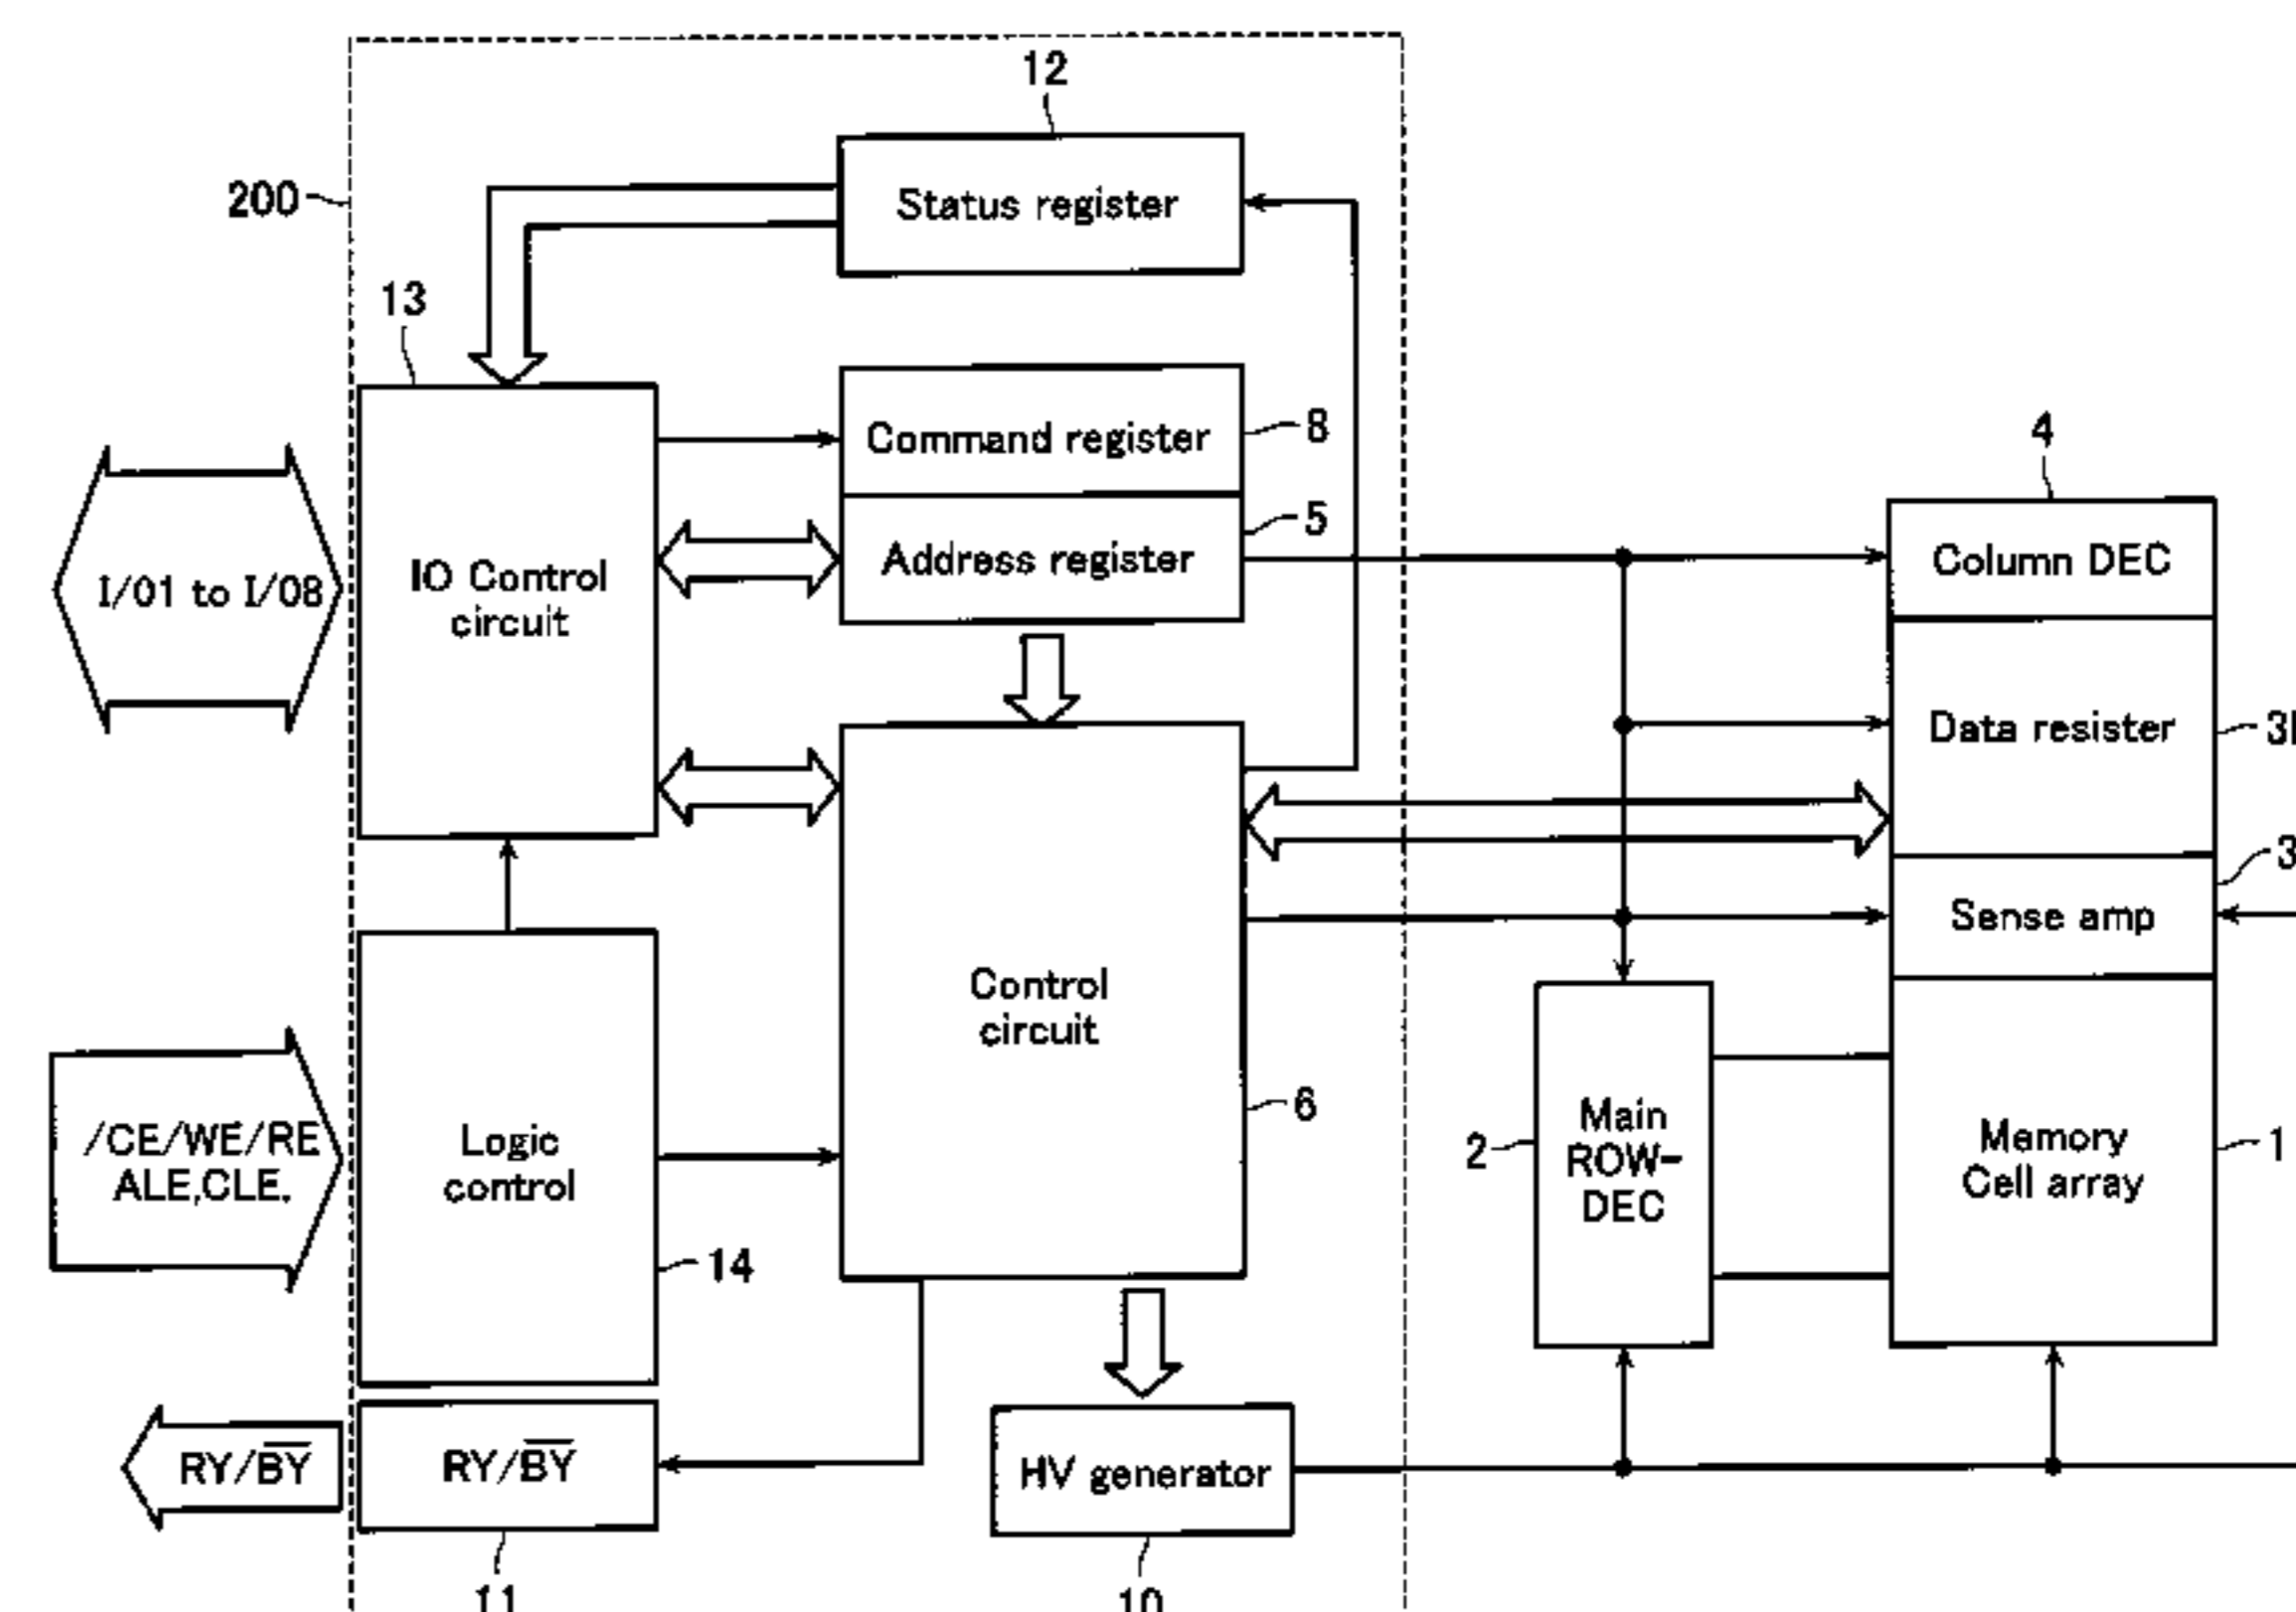 12
200
Status register
13
Command register
8
4
5
Address register
Column DEC
I/01 to I/08
IO Control
circuit
Data resister
3
Sense amp
Control
circuit
6
/CE/WE/RE
ALE,CLE.
Logic
control
14
2
Main
ROW-
DEC
Memory
Cell array
1
RY/B̅Y̅
RY/B̅Y̅
HV generator
11
10